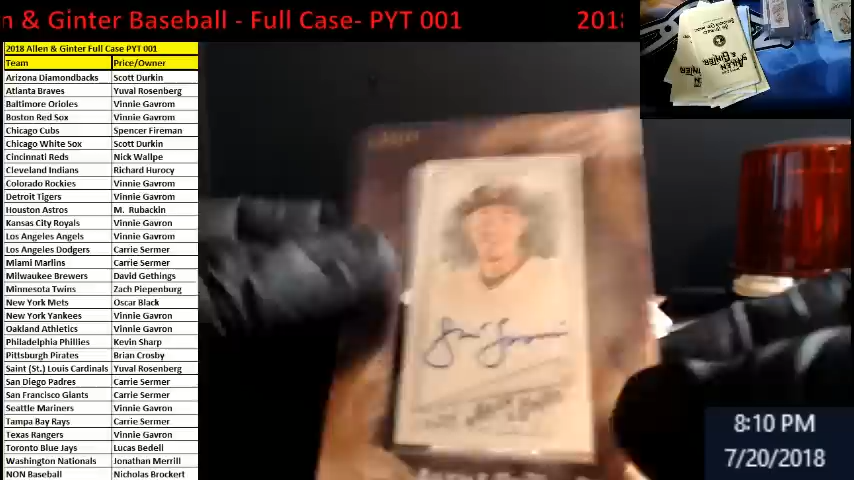 n & Ginter Baseball - Full Case- PYT 001 2018
2018 Allen & Ginter Full Case PYT 001
Team Price/Owner
Arizona Diamondbacks Scott Durkin
Atlanta Braves Yuval Rosenberg
Baltimore Orioles Vinnie Gavrom
Boston Red Sox Vinnie Gavrom
Chicago Cubs Spencer Fireman
Chicago White Sox Scott Durkin
Cincinnati Reds Nick Wallpe
Cleveland Indians Richard Hurocy
Colorado Rockies Vinnie Gavrom
Detroit Tigers Vinnie Gavrom
Houston Astros M. Rubackin
Kansas City Royals Vinnie Gavron
Los Angeles Angels Vinnie Gavrom
Los Angeles Dodgers Carrie Sermer
Miami Marlins Carrie Sermer
Milwaukee Brewers David Gethings
Minnesota Twins Zach Piepenburg
New York Mets Oscar Black
New York Yankees Vinnie Gavron
Oakland Athletics Vinnie Gavron
Philadelphia Phillies Kevin Sharp
Pittsburgh Pirates Brian Crosby
Saint (St.) Louis Cardinals Yuval Rosenberg
San Diego Padres Carrie Sermer
San Francisco Giants Carrie Sermer
Seattle Mariners Vinnie Gavron
Tampa Bay Rays Carrie Sermer
Texas Rangers Vinnie Gavron
Toronto Blue Jays Lucas Bedell
Washington Nationals Jonathan Merrill
NON Baseball Nicholas Brockert
ALLEN & GINTER
8:10 PM
7/20/2018